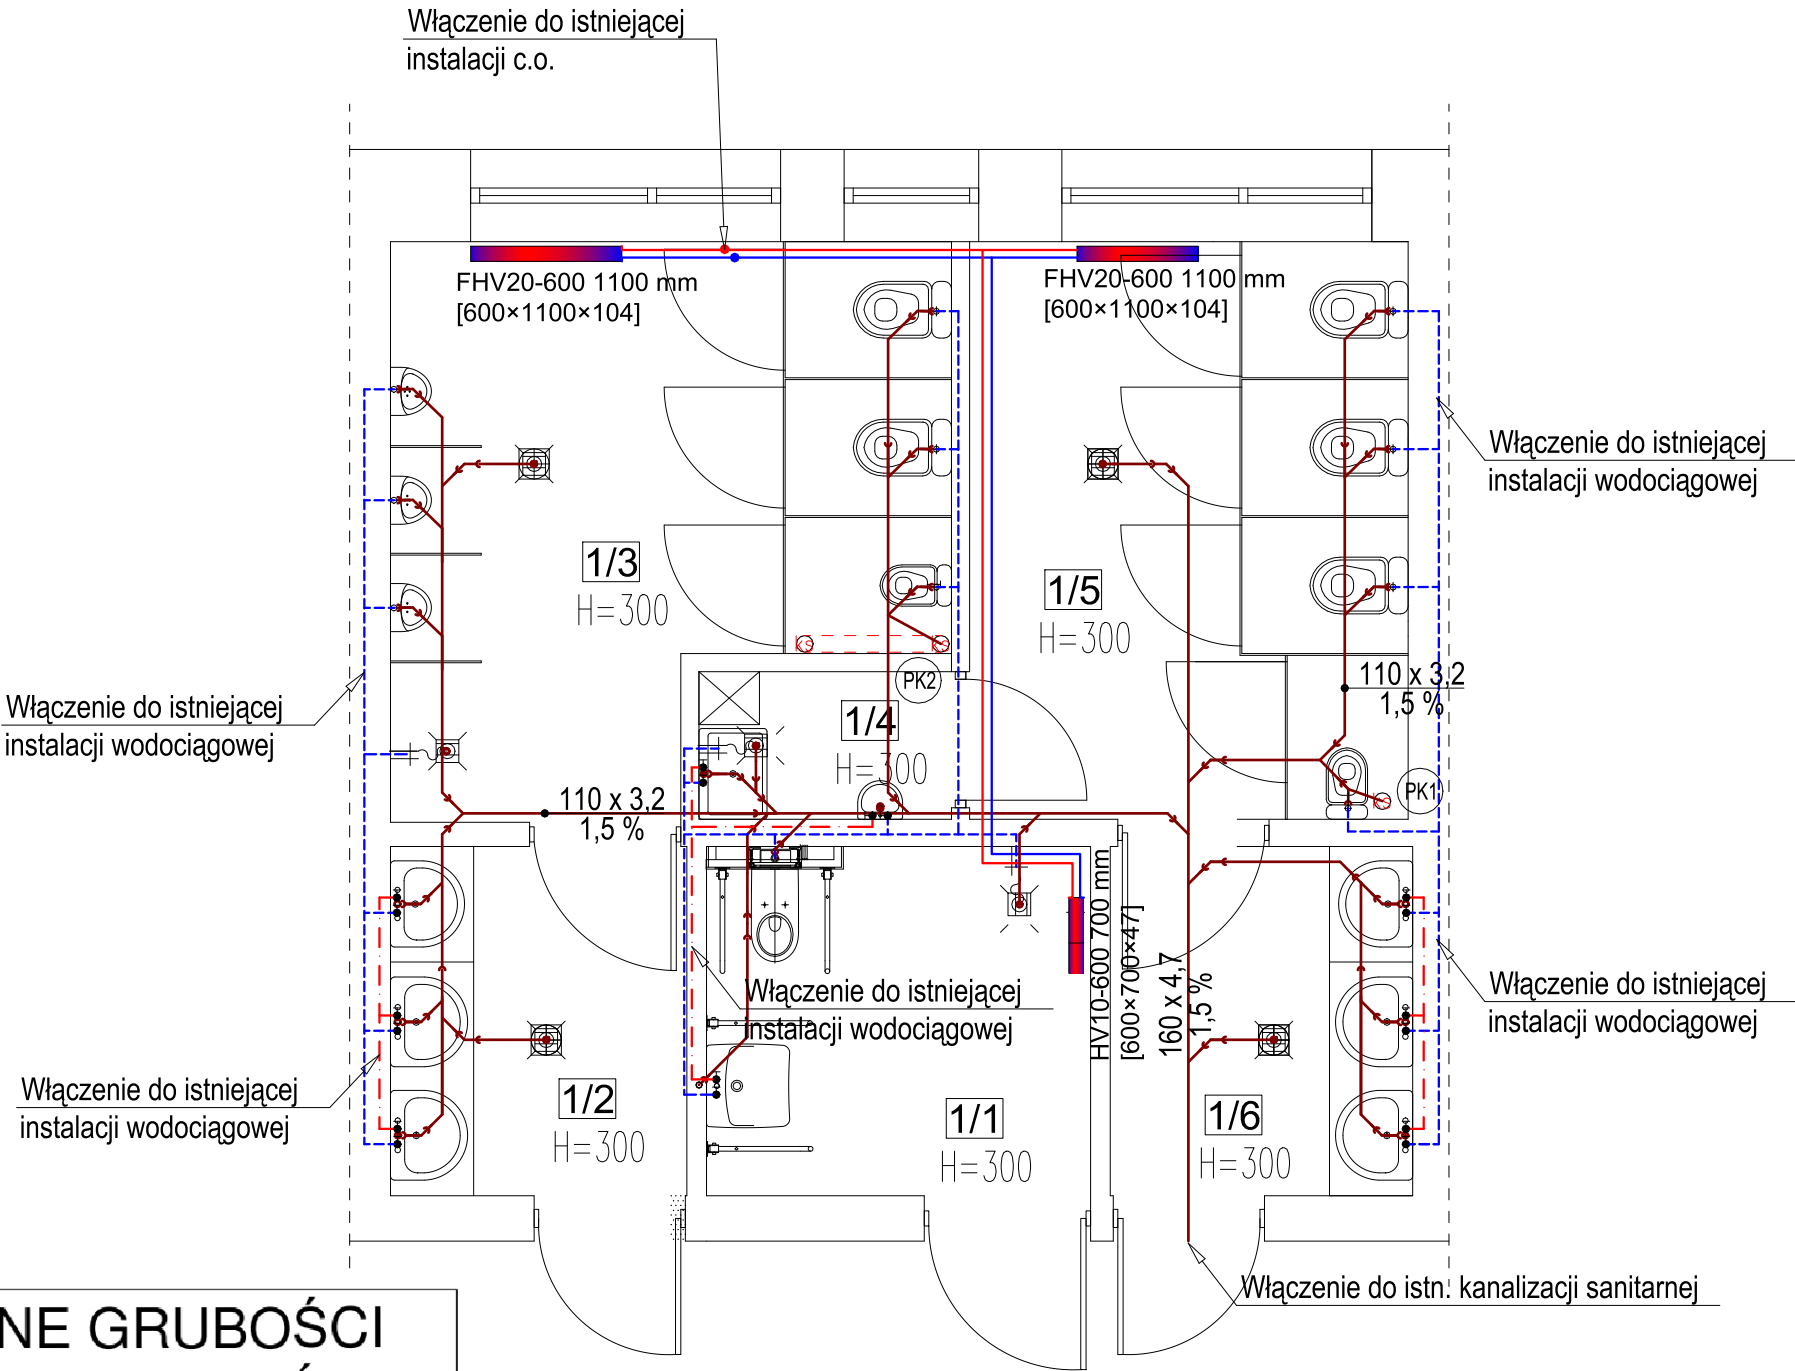 Włączenie do istniejącej
instalacji c.o.
FHV20-600 1100 mm
[600×1100×104]
FHV20-600 1100 mm
[600×1100×104]
Włączenie do istniejącej
instalacji wodociągowej
1/3
H=300
1/5
H=300
ks
ks
PK2
110 x 3,2
1,5 %
Włączenie do istniejącej
instalacji wodociągowej
1/4
H=300
ks
PK1
110 x 3,2
1,5 %
HV10-600 700 mm
[600×700×47]
160 x 4,7
1,5 %
Włączenie do istniejącej
instalacji wodociągowej
Włączenie do istniejącej
instalacji wodociągowej
Włączenie do istniejącej
instalacji wodociągowej
1/2
H=300
1/1
H=300
1/6
H=300
Włączenie do istn. kanalizacji sanitarnej
NE GRUBOŚCI